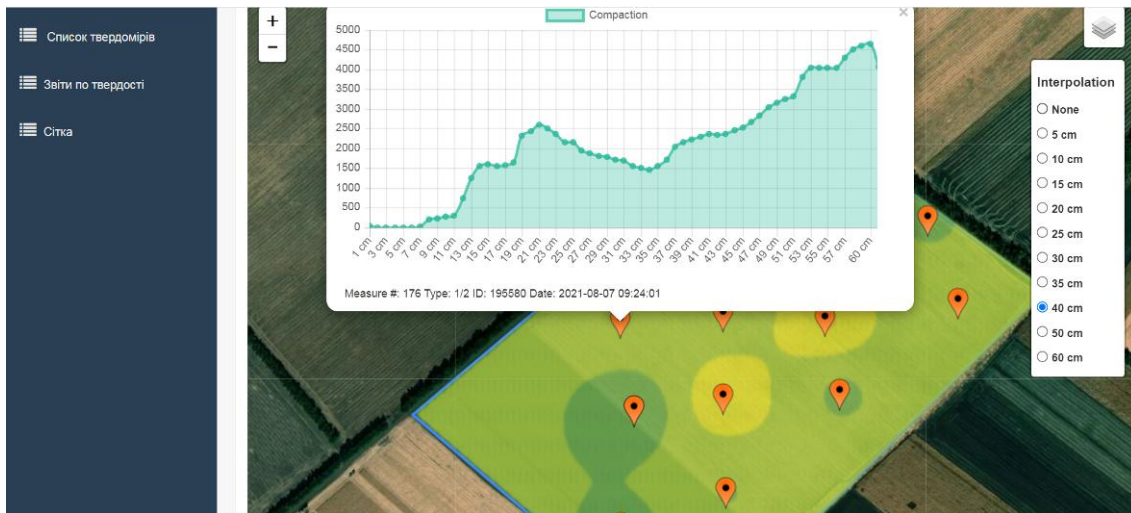 Список твердомірів
Звіти по твердості
Сітка
+
−
Compaction
×
5000
4500
4000
3500
3000
2500
2000
1500
1000
500
0
1 cm
3 cm
5 cm
7 cm
9 cm
11 cm
13 cm
15 cm
17 cm
19 cm
21 cm
23 cm
25 cm
27 cm
29 cm
31 cm
33 cm
35 cm
37 cm
39 cm
41 cm
43 cm
45 cm
47 cm
49 cm
51 cm
53 cm
55 cm
57 cm
60 cm
Measure #: 176 Type: 1/2 ID: 195580 Date: 2021-08-07 09:24:01
Interpolation
None
5 cm
10 cm
15 cm
20 cm
25 cm
30 cm
35 cm
40 cm
50 cm
60 cm